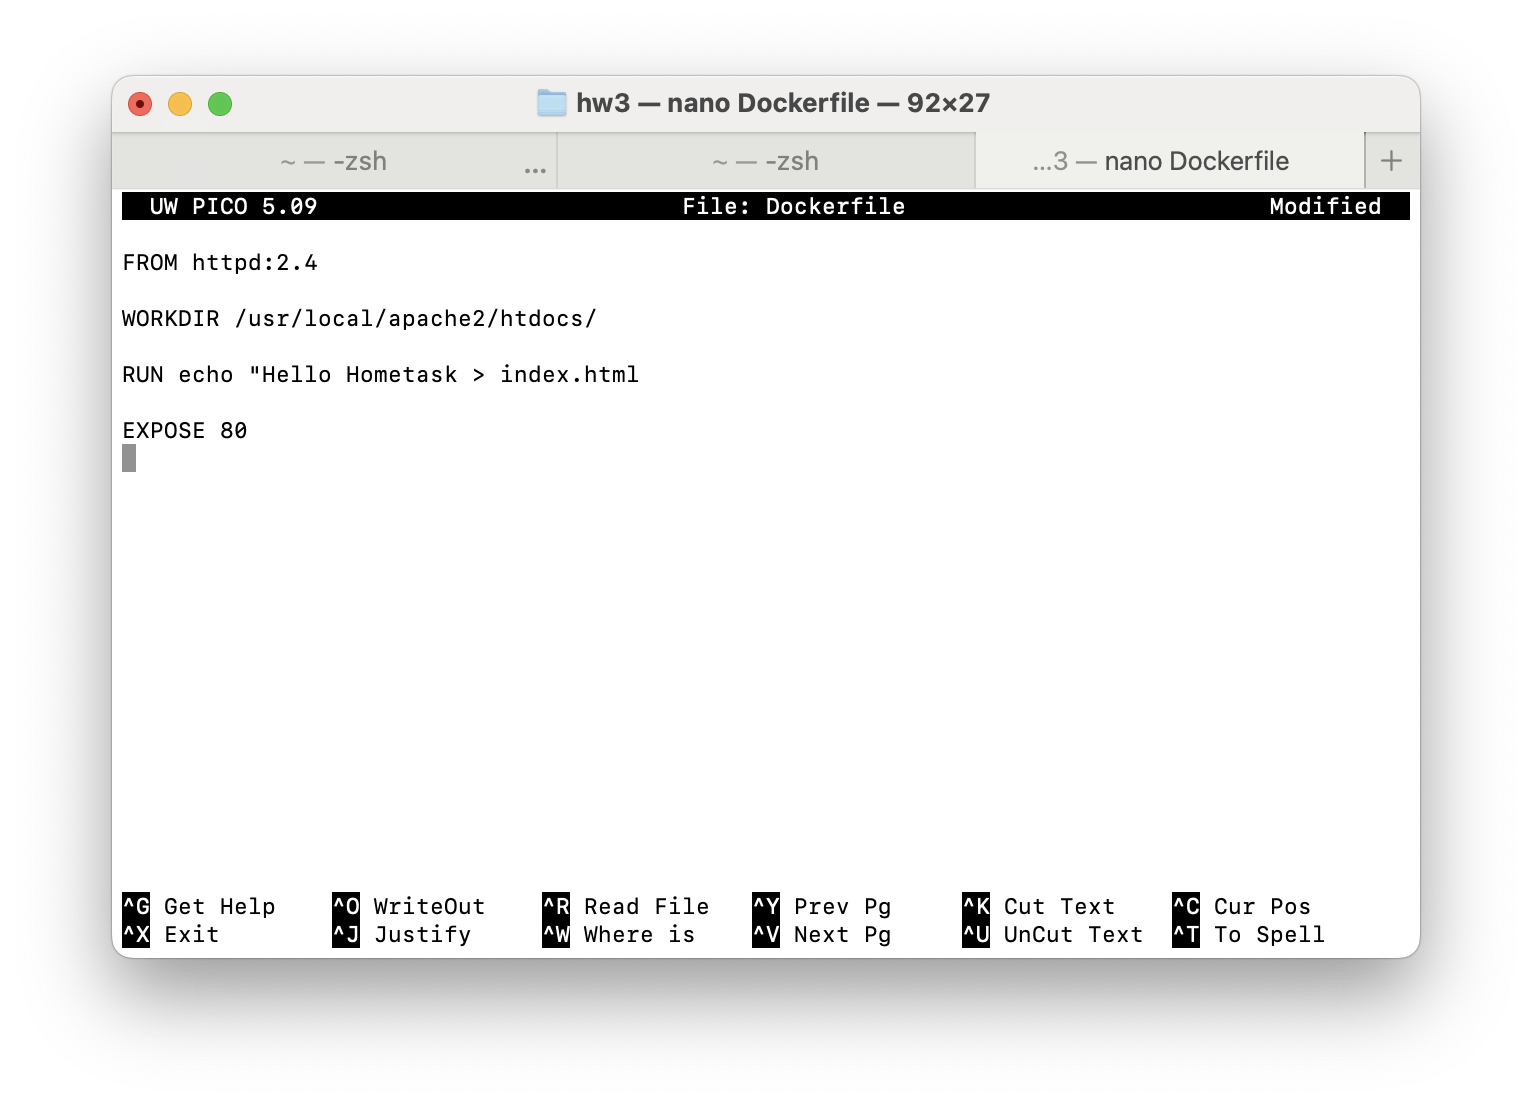 hw3 — nano Dockerfile — 92×27
~ — -zsh ... ~ — -zsh ...3 — nano Dockerfile +
UW PICO 5.09 File: Dockerfile Modified
FROM httpd:2.4
WORKDIR /usr/local/apache2/htdocs/
RUN echo "Hello Hometask > index.html
EXPOSE 80
^G Get Help ^O WriteOut ^R Read File ^Y Prev Pg ^K Cut Text ^C Cur Pos
^X Exit ^J Justify ^W Where is ^V Next Pg ^U UnCut Text ^T To Spell